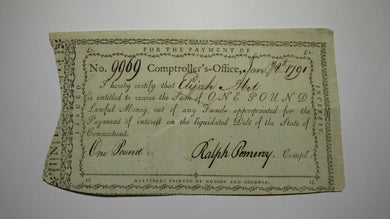 FOR THE PAYMENT OF
No. 9969 Comptroller's-Office, Jan. 1791
I hereby certify that Elijah Abel
is entitled to receive the Sum of ONE POUND
Lawful Money, out of any Funds appropriated for the
Payment of interest on the liquidated Debt of the State of
Connecticut.
One Pound Ralph Pomeroy Compt.
HARTFORD: PRINTED BY HUDSON AND GOODWIN.
INTEREST